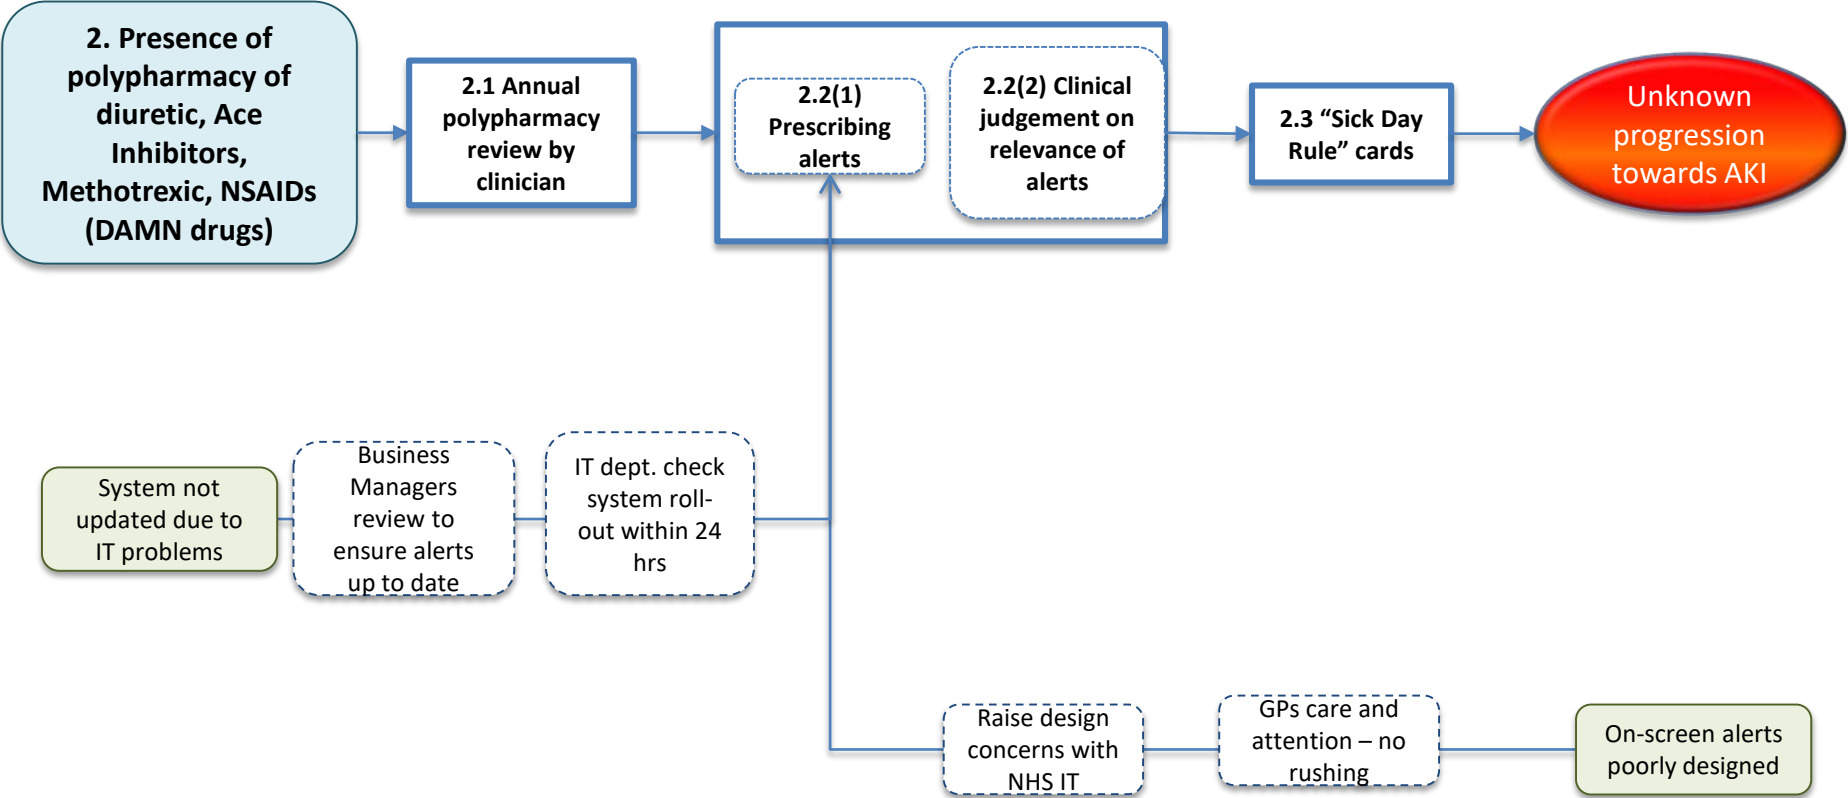 2. Presence of
polypharmacy of
diuretic, Ace
Inhibitors,
Methotrexic, NSAIDs
(DAMN drugs)
2.1 Annual
polypharmacy
review by
clinician
2.2(1)
Prescribing
alerts
2.2(2) Clinical
judgement on
relevance of
alerts
2.3 “Sick Day
Rule” cards
Unknown
progression
towards AKI
System not
updated due to
IT problems
Business
Managers
review to
ensure alerts
up to date
IT dept. check
system roll-
out within 24
hrs
Raise design
concerns with
NHS IT
GPs care and
attention – no
rushing
On-screen alerts
poorly designed